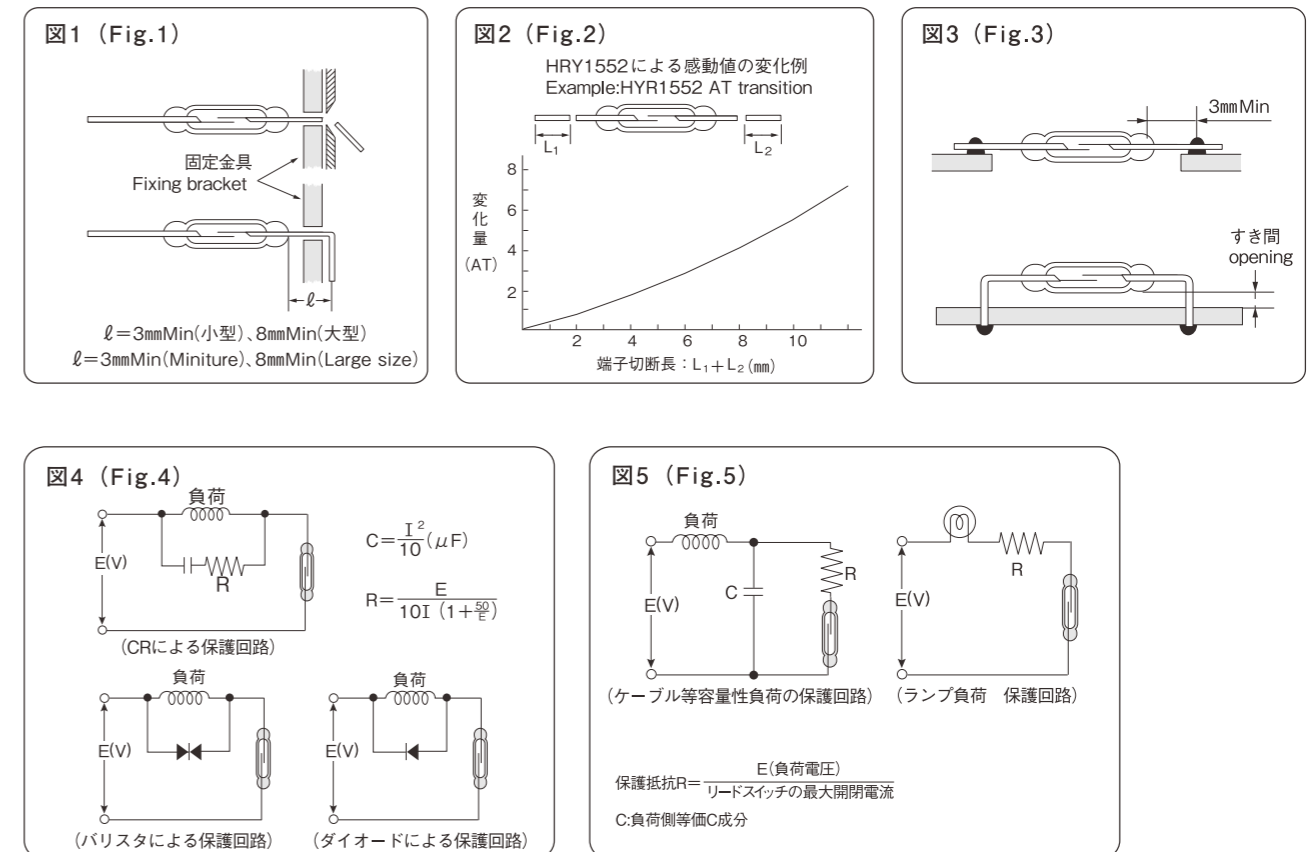 図1（Fig.1）
固定金具
Fixing bracket
ℓ
ℓ＝3㎜Min(小型)、8㎜Min(大型)
ℓ＝3㎜Min(Miniture)、8㎜Min(Large size)
図2（Fig.2）
HRY1552による感動値の変化例
Example:HYR1552 AT transition
L₁ L₂
変化量
(AT)
8
6
4
2
2 4 6 8 10
端子切断長：L₁＋L₂(㎜)
図3（Fig.3）
3㎜Min
すき間
opening
図4（Fig.4）
負荷
E(V)
R
C＝I²/10(μF)
R＝E/10I（1＋50/E）
(CRによる保護回路)
負荷
E(V)
(バリスタによる保護回路)
負荷
E(V)
(ダイオードによる保護回路)
図5（Fig.5）
負荷
E(V)
C
R
(ケーブル等容量性負荷の保護回路)
E(V)
R
(ランプ負荷　保護回路)
保護抵抗R＝E(負荷電圧)/リードスイッチの最大開閉電流
C:負荷側等価C成分